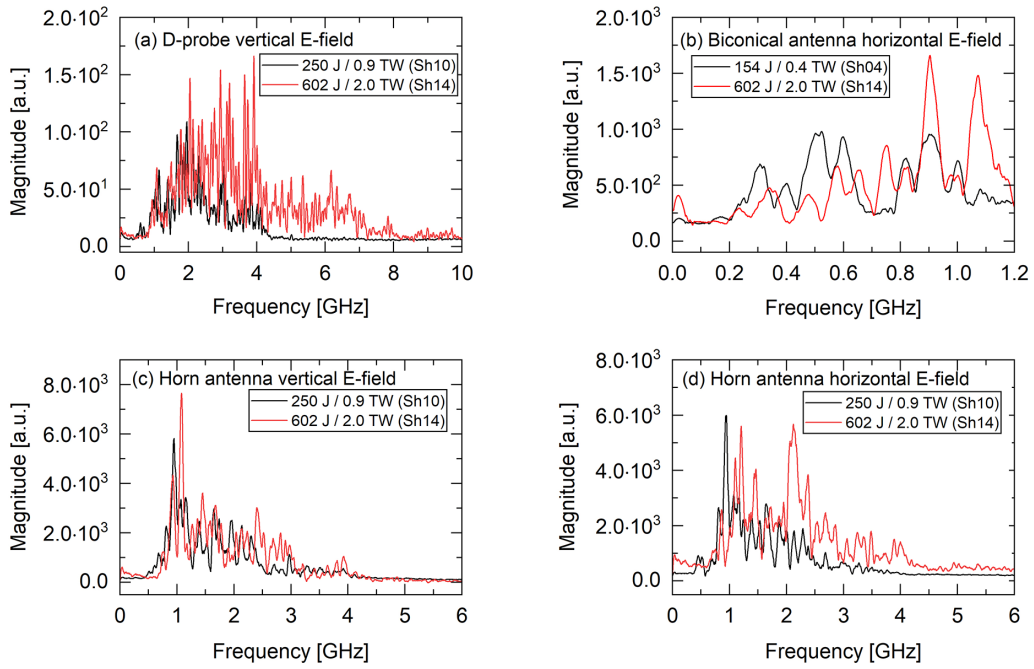 (a) D-probe vertical E-field
250 J / 0.9 TW (Sh10)
602 J / 2.0 TW (Sh14)
Magnitude [a.u.]
2.0·10²
1.5·10²
1.0·10²
5.0·10¹
0.0
0 2 4 6 8 10
Frequency [GHz]
(b) Biconical antenna horizontal E-field
154 J / 0.4 TW (Sh04)
602 J / 2.0 TW (Sh14)
Magnitude [a.u.]
2.0·10³
1.5·10³
1.0·10³
5.0·10²
0.0
0.0 0.2 0.4 0.6 0.8 1.0 1.2
Frequency [GHz]
(c) Horn antenna vertical E-field
250 J / 0.9 TW (Sh10)
602 J / 2.0 TW (Sh14)
Magnitude [a.u.]
8.0·10³
6.0·10³
4.0·10³
2.0·10³
0.0
0 1 2 3 4 5 6
Frequency [GHz]
(d) Horn antenna horizontal E-field
250 J / 0.9 TW (Sh10)
602 J / 2.0 TW (Sh14)
Magnitude [a.u.]
8.0·10³
6.0·10³
4.0·10³
2.0·10³
0.0
0 1 2 3 4 5 6
Frequency [GHz]